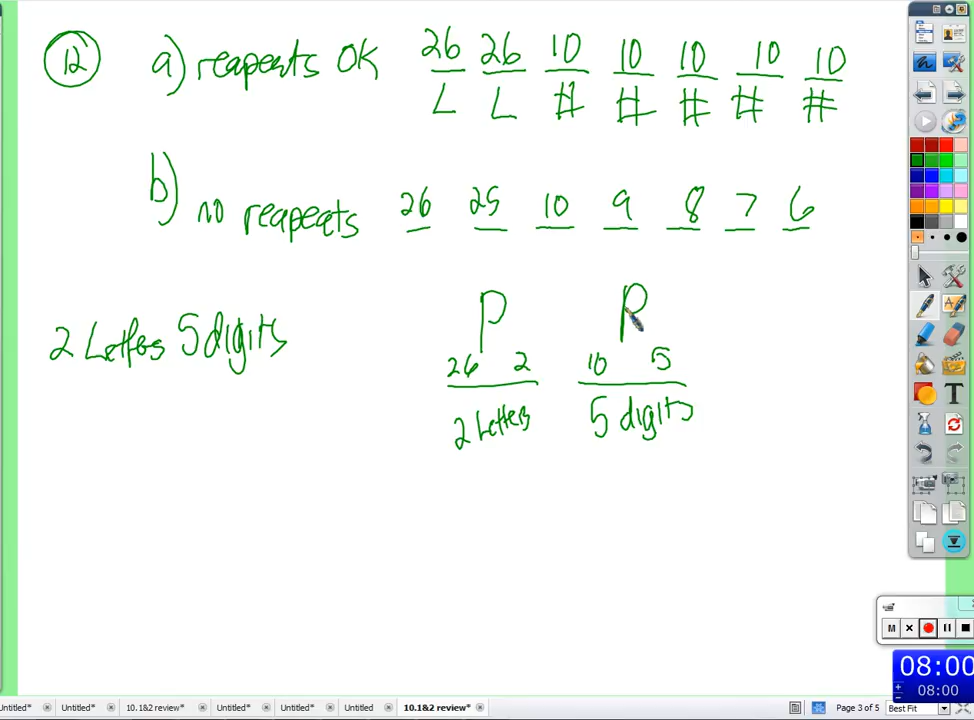 12 a) reapeats OK 26 26 10 10 10 10 10
L L # # # # #
b) no reapeats 26 25 10 9 8 7 6
P P
2 Letters 5 digits 26 2 10 5
2 Letters 5 digits
M
08:00
08:00
Untitled* Untitled* 10.1&2 review* Untitled* Untitled* Untitled 10.1&2 review* Page 3 of 5 Best Fit